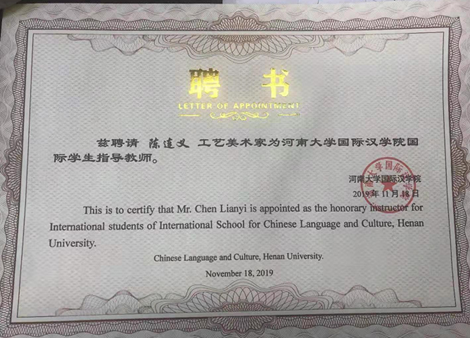 聘书
LETTER OF APPOINTMENT
兹聘请 陈连义 工艺美术家为河南大学国际汉学院国
际学生指导教师。
河南大学国际汉学院
2019年11月18日
This is to certify that Mr. Chen Lianyi is appointed as the honorary instructor for
International students of International School for Chinese Language and Culture, Henan
University.
Chinese Language and Culture, Henan University.
November 18, 2019